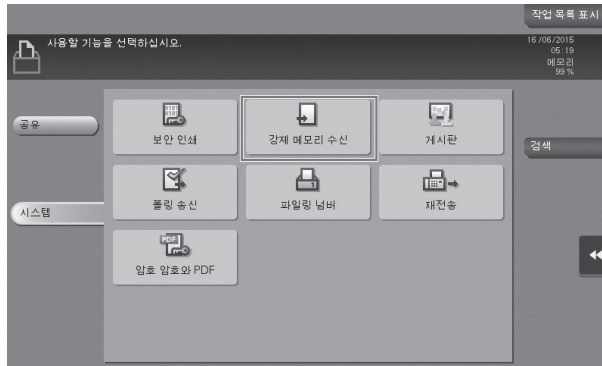 작업 목록 표시
사용할 기능을 선택하십시오.
16 /06/2015
05 : 19
메모리
99 %
공유
보안 인쇄
강제 메모리 수신
게시판
검색
시스템
폴링 송신
파일링 넘버
재전송
암호 암호와 PDF